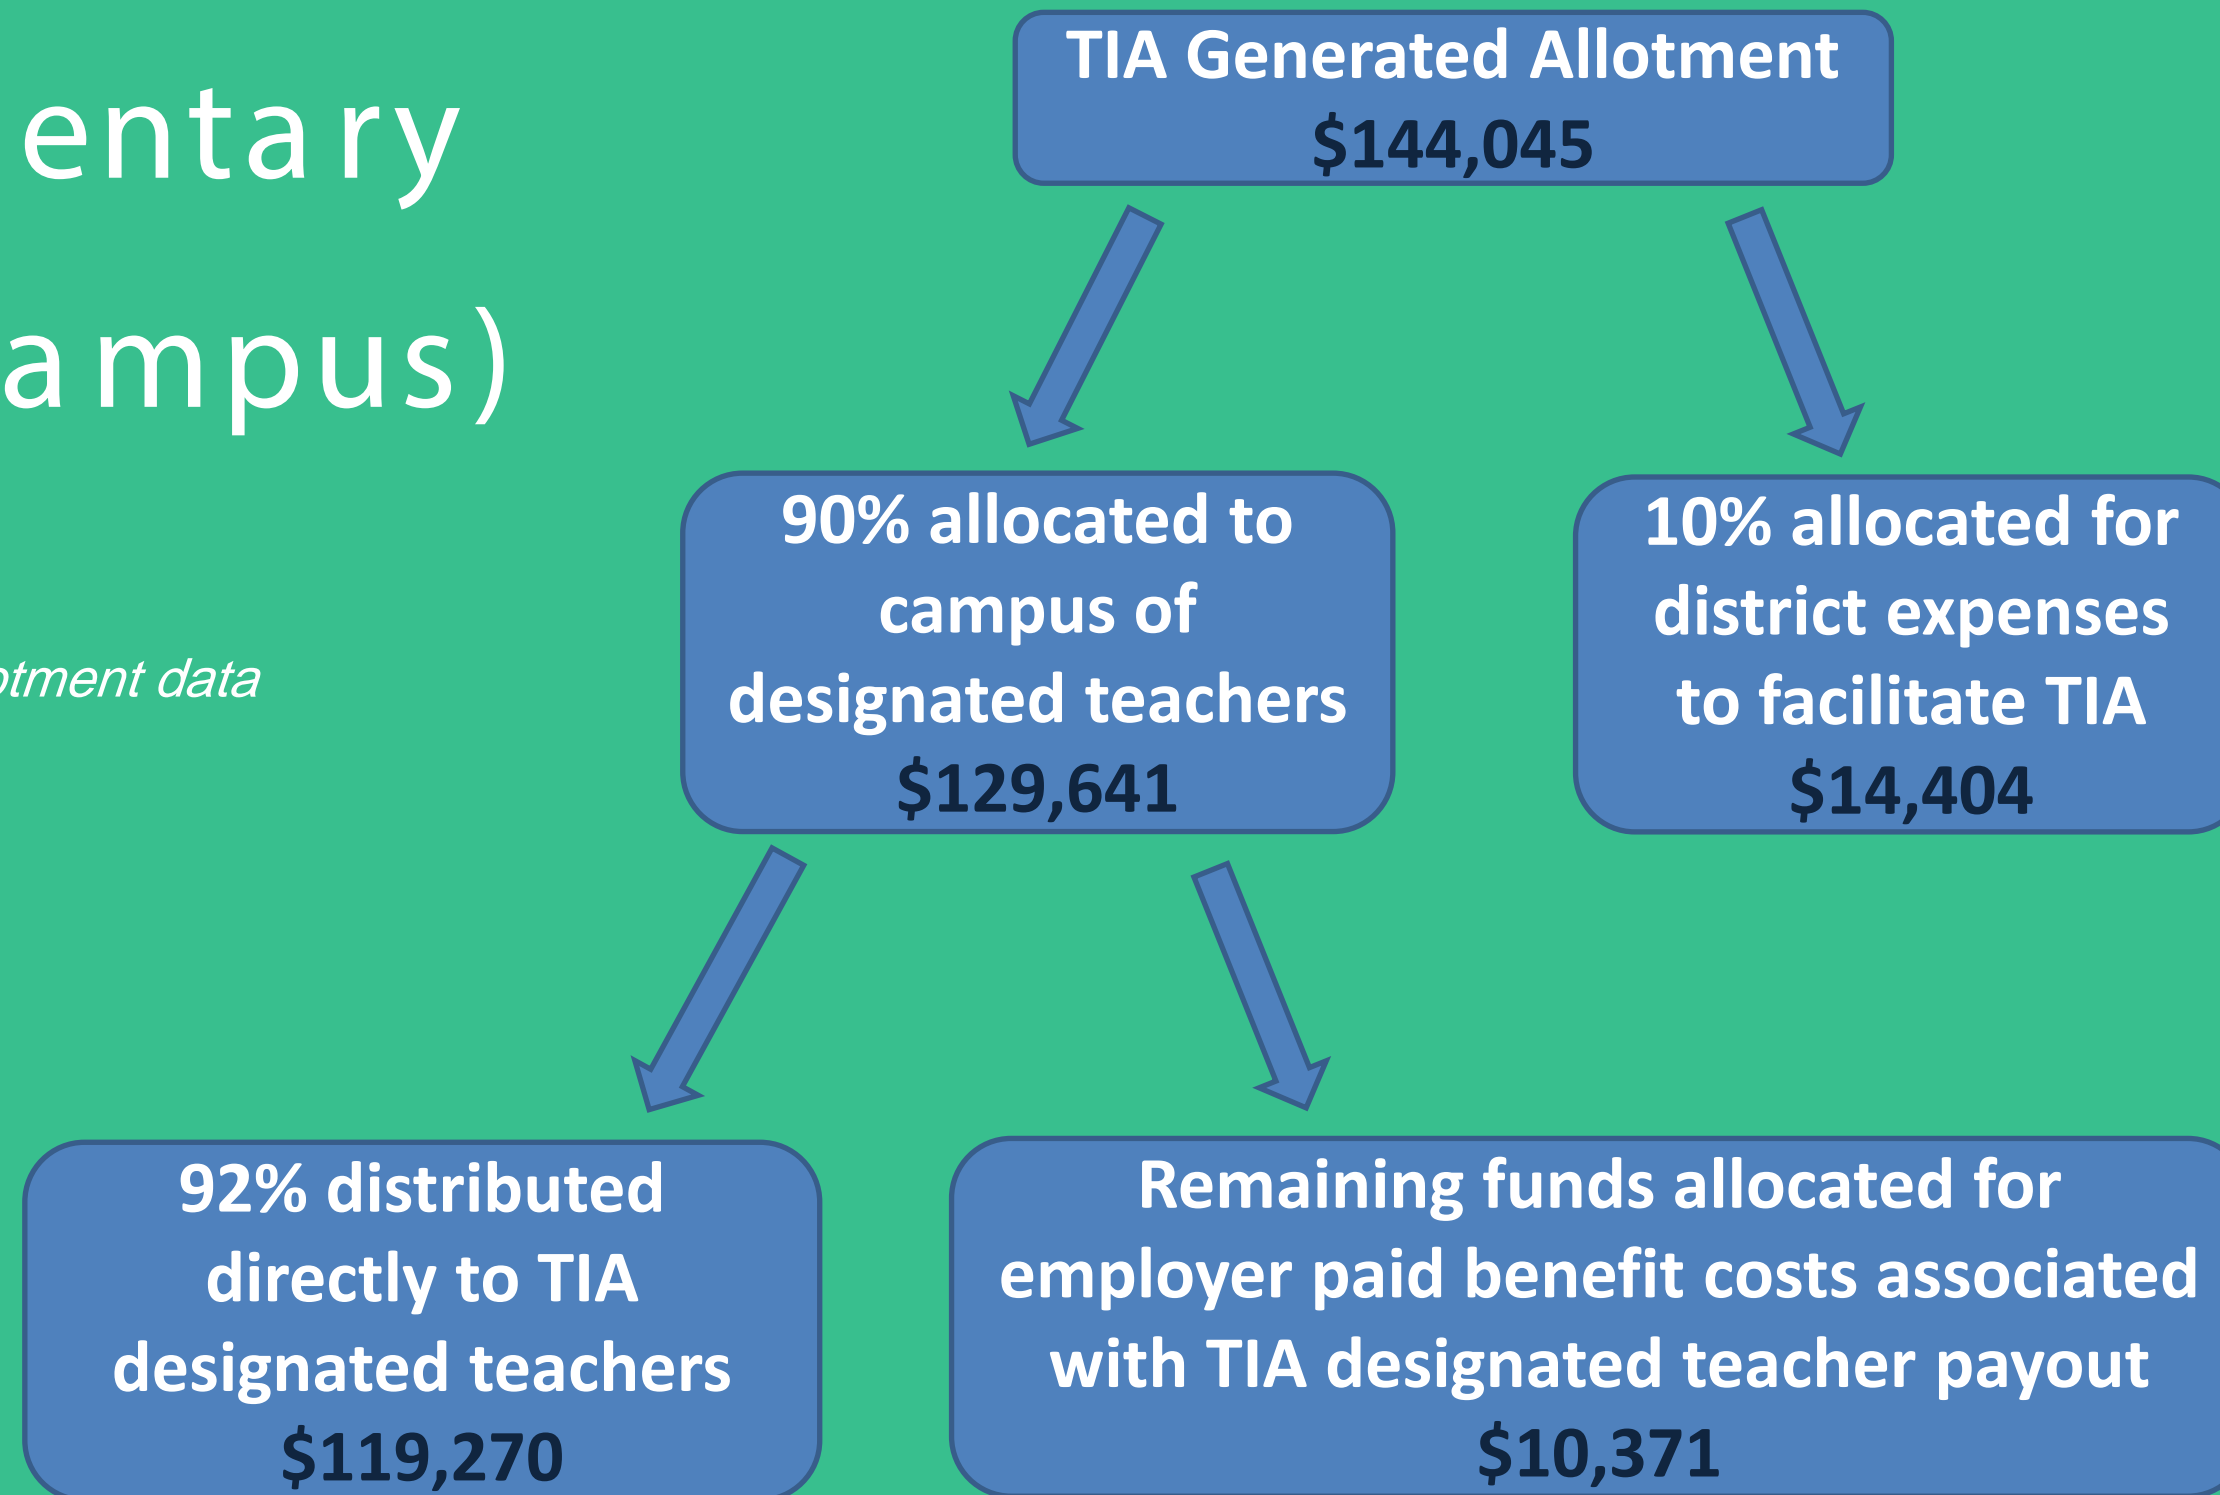 entary
ampus)
otment data
TIA Generated Allotment
$144,045
90% allocated to
campus of
designated teachers
$129,641
10% allocated for
district expenses
to facilitate TIA
$14,404
92% distributed
directly to TIA
designated teachers
$119,270
Remaining funds allocated for
employer paid benefit costs associated
with TIA designated teacher payout
$10,371